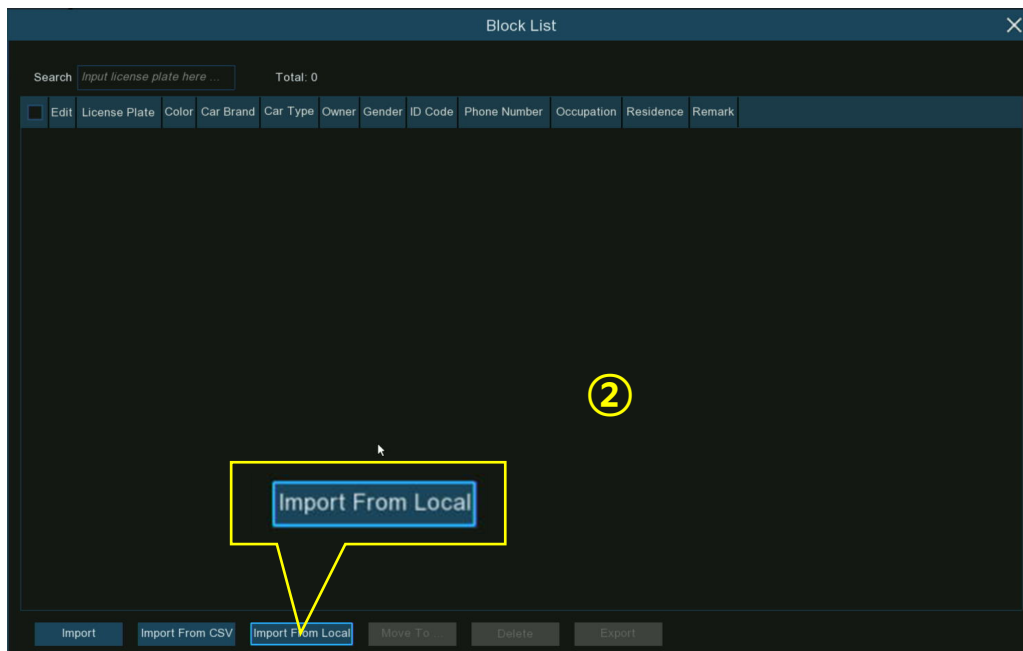 Block List
Search Input license plate here ... Total: 0
Edit License Plate Color Car Brand Car Type Owner Gender ID Code Phone Number Occupation Residence Remark
②
Import From Local
Import Import From CSV Import From Local Move To ... Delete Export